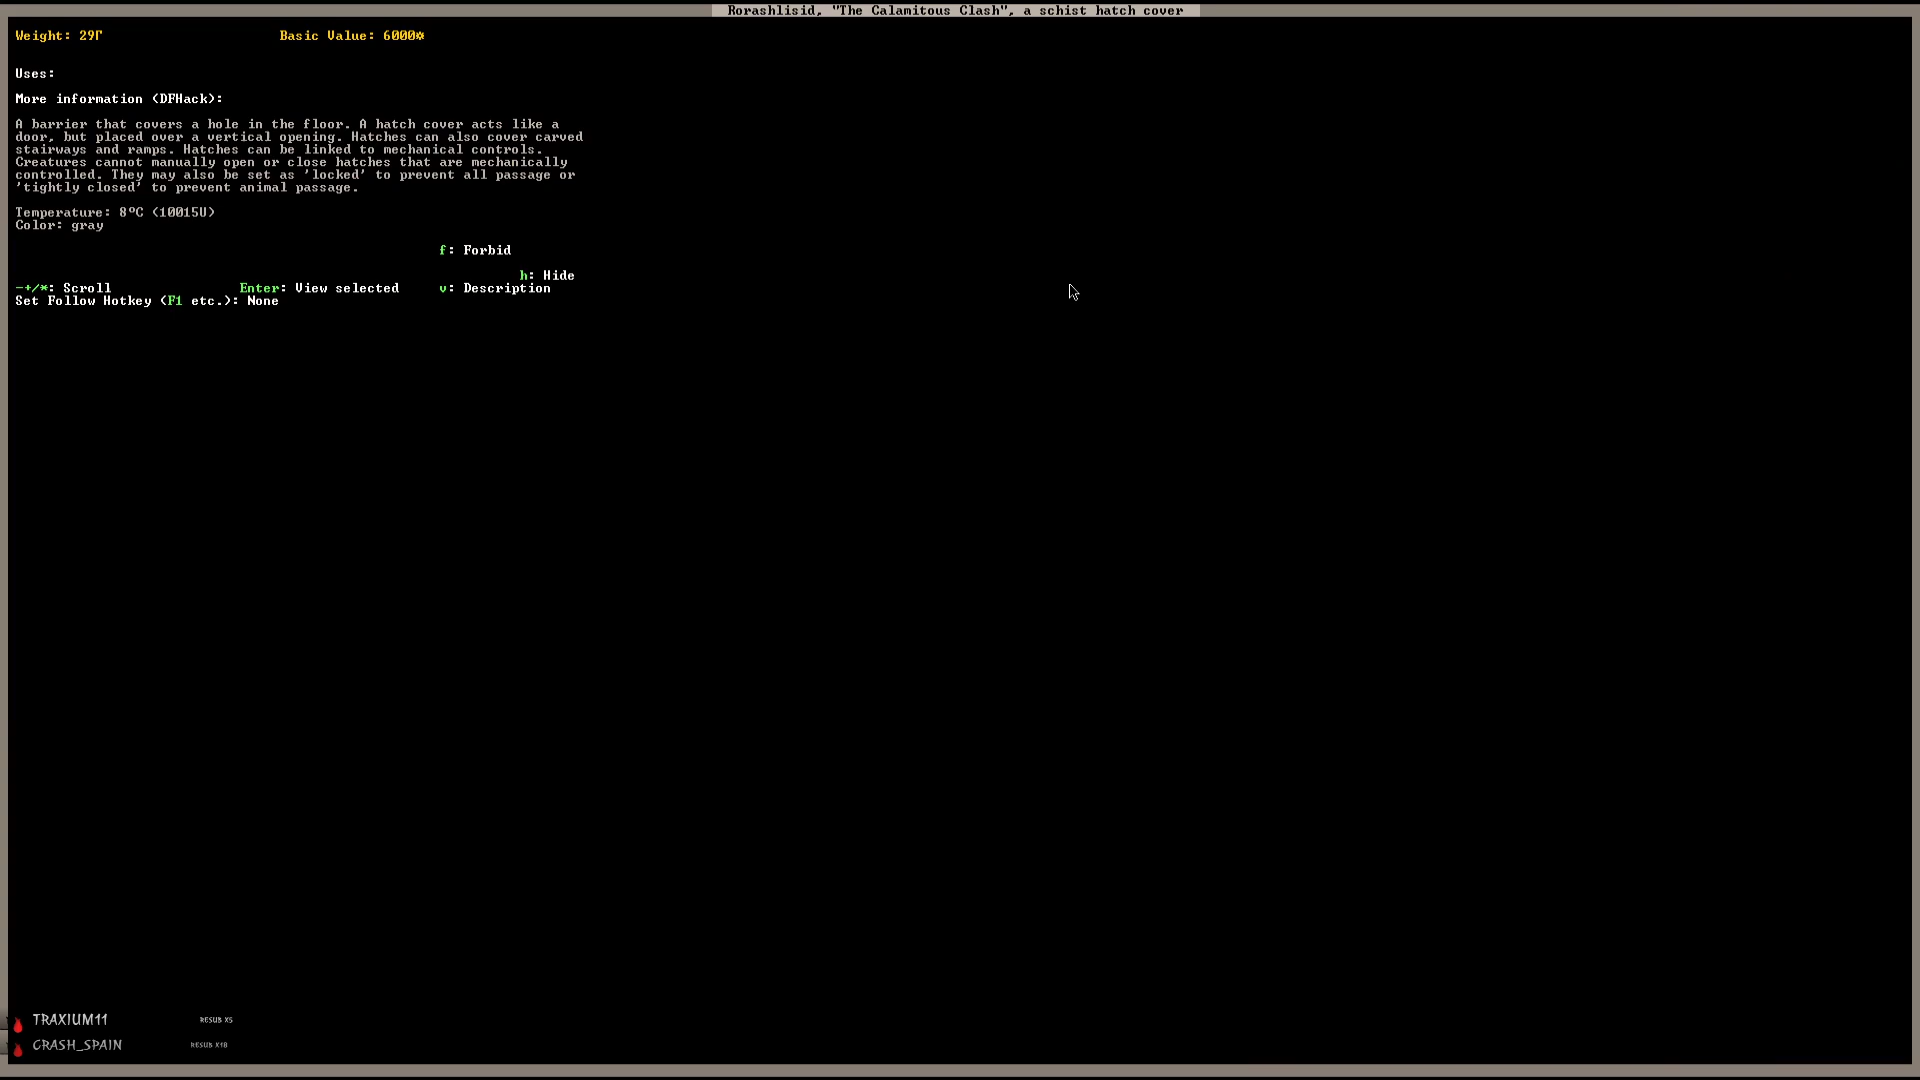 Rorashlisid, "The Calamitous Clash", a schist hatch cover
Weight: 29Γ Basic Value: 6000☼
Uses:
More information (DFHack):
A barrier that covers a hole in the floor. A hatch cover acts like a
door, but placed over a vertical opening. Hatches can also cover carved
stairways and ramps. Hatches can be linked to mechanical controls.
Creatures cannot manually open or close hatches that are mechanically
controlled. They may also be set as 'locked' to prevent all passage or
'tightly closed' to prevent animal passage.
Temperature: 8°C (10015U)
Color: gray
f: Forbid
h: Hide
-+/*: Scroll Enter: View selected v: Description
Set Follow Hotkey (F1 etc.): None
TRAXIUM11 RESUB X5
CRASH_SPAIN RESUB X18